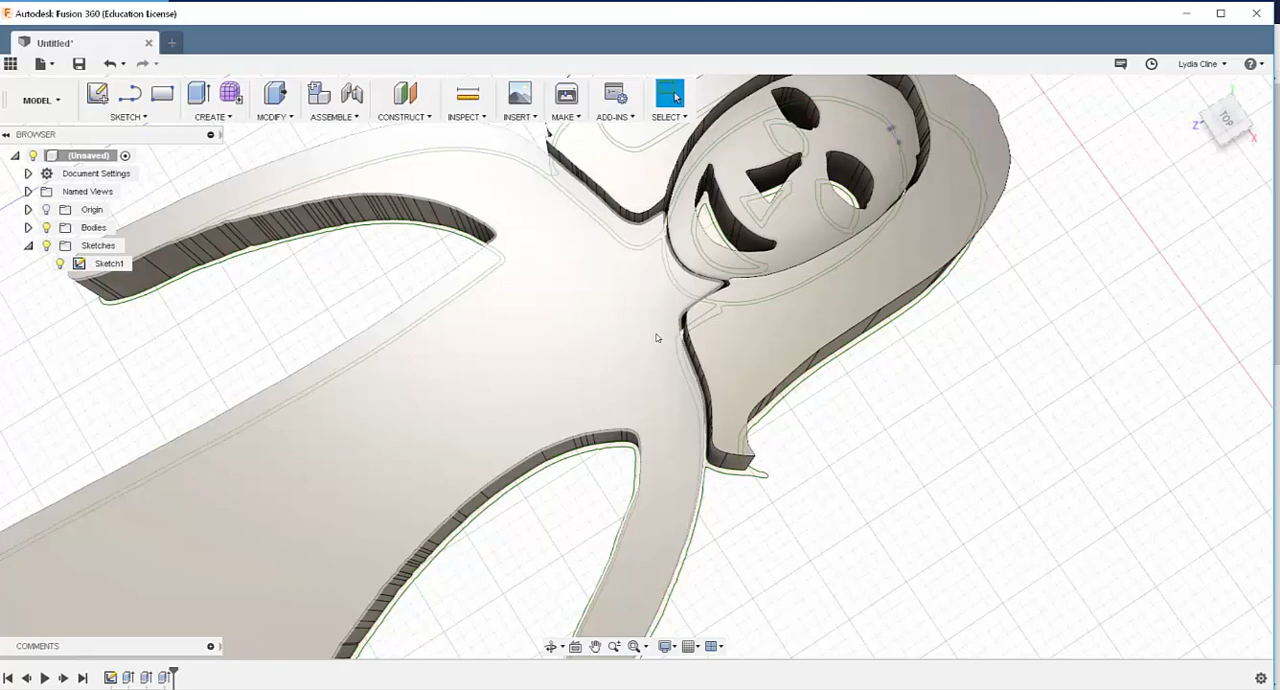 Autodesk Fusion 360 (Education License)
Untitled*
Lydia Cline
MODEL
SKETCH
CREATE
MODIFY
ASSEMBLE
CONSTRUCT
INSPECT
INSERT
MAKE
ADD-INS
SELECT
BROWSER
(Unsaved)
Document Settings
Named Views
Origin
Bodies
Sketches
Sketch1
TOP
Z
X
COMMENTS